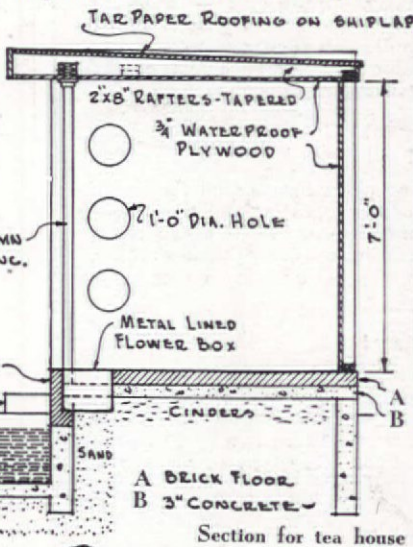 TAR PAPER ROOFING ON SHIPLAP
2"x8" RAFTERS-TAPERED
3/4" WATERPROOF
PLYWOOD
1'-0" DIA. HOLE
7'-0"
METAL LINED
FLOWER BOX
A
B
CINDERS
SAND
A BRICK FLOOR
B 3" CONCRETE
Section for tea house